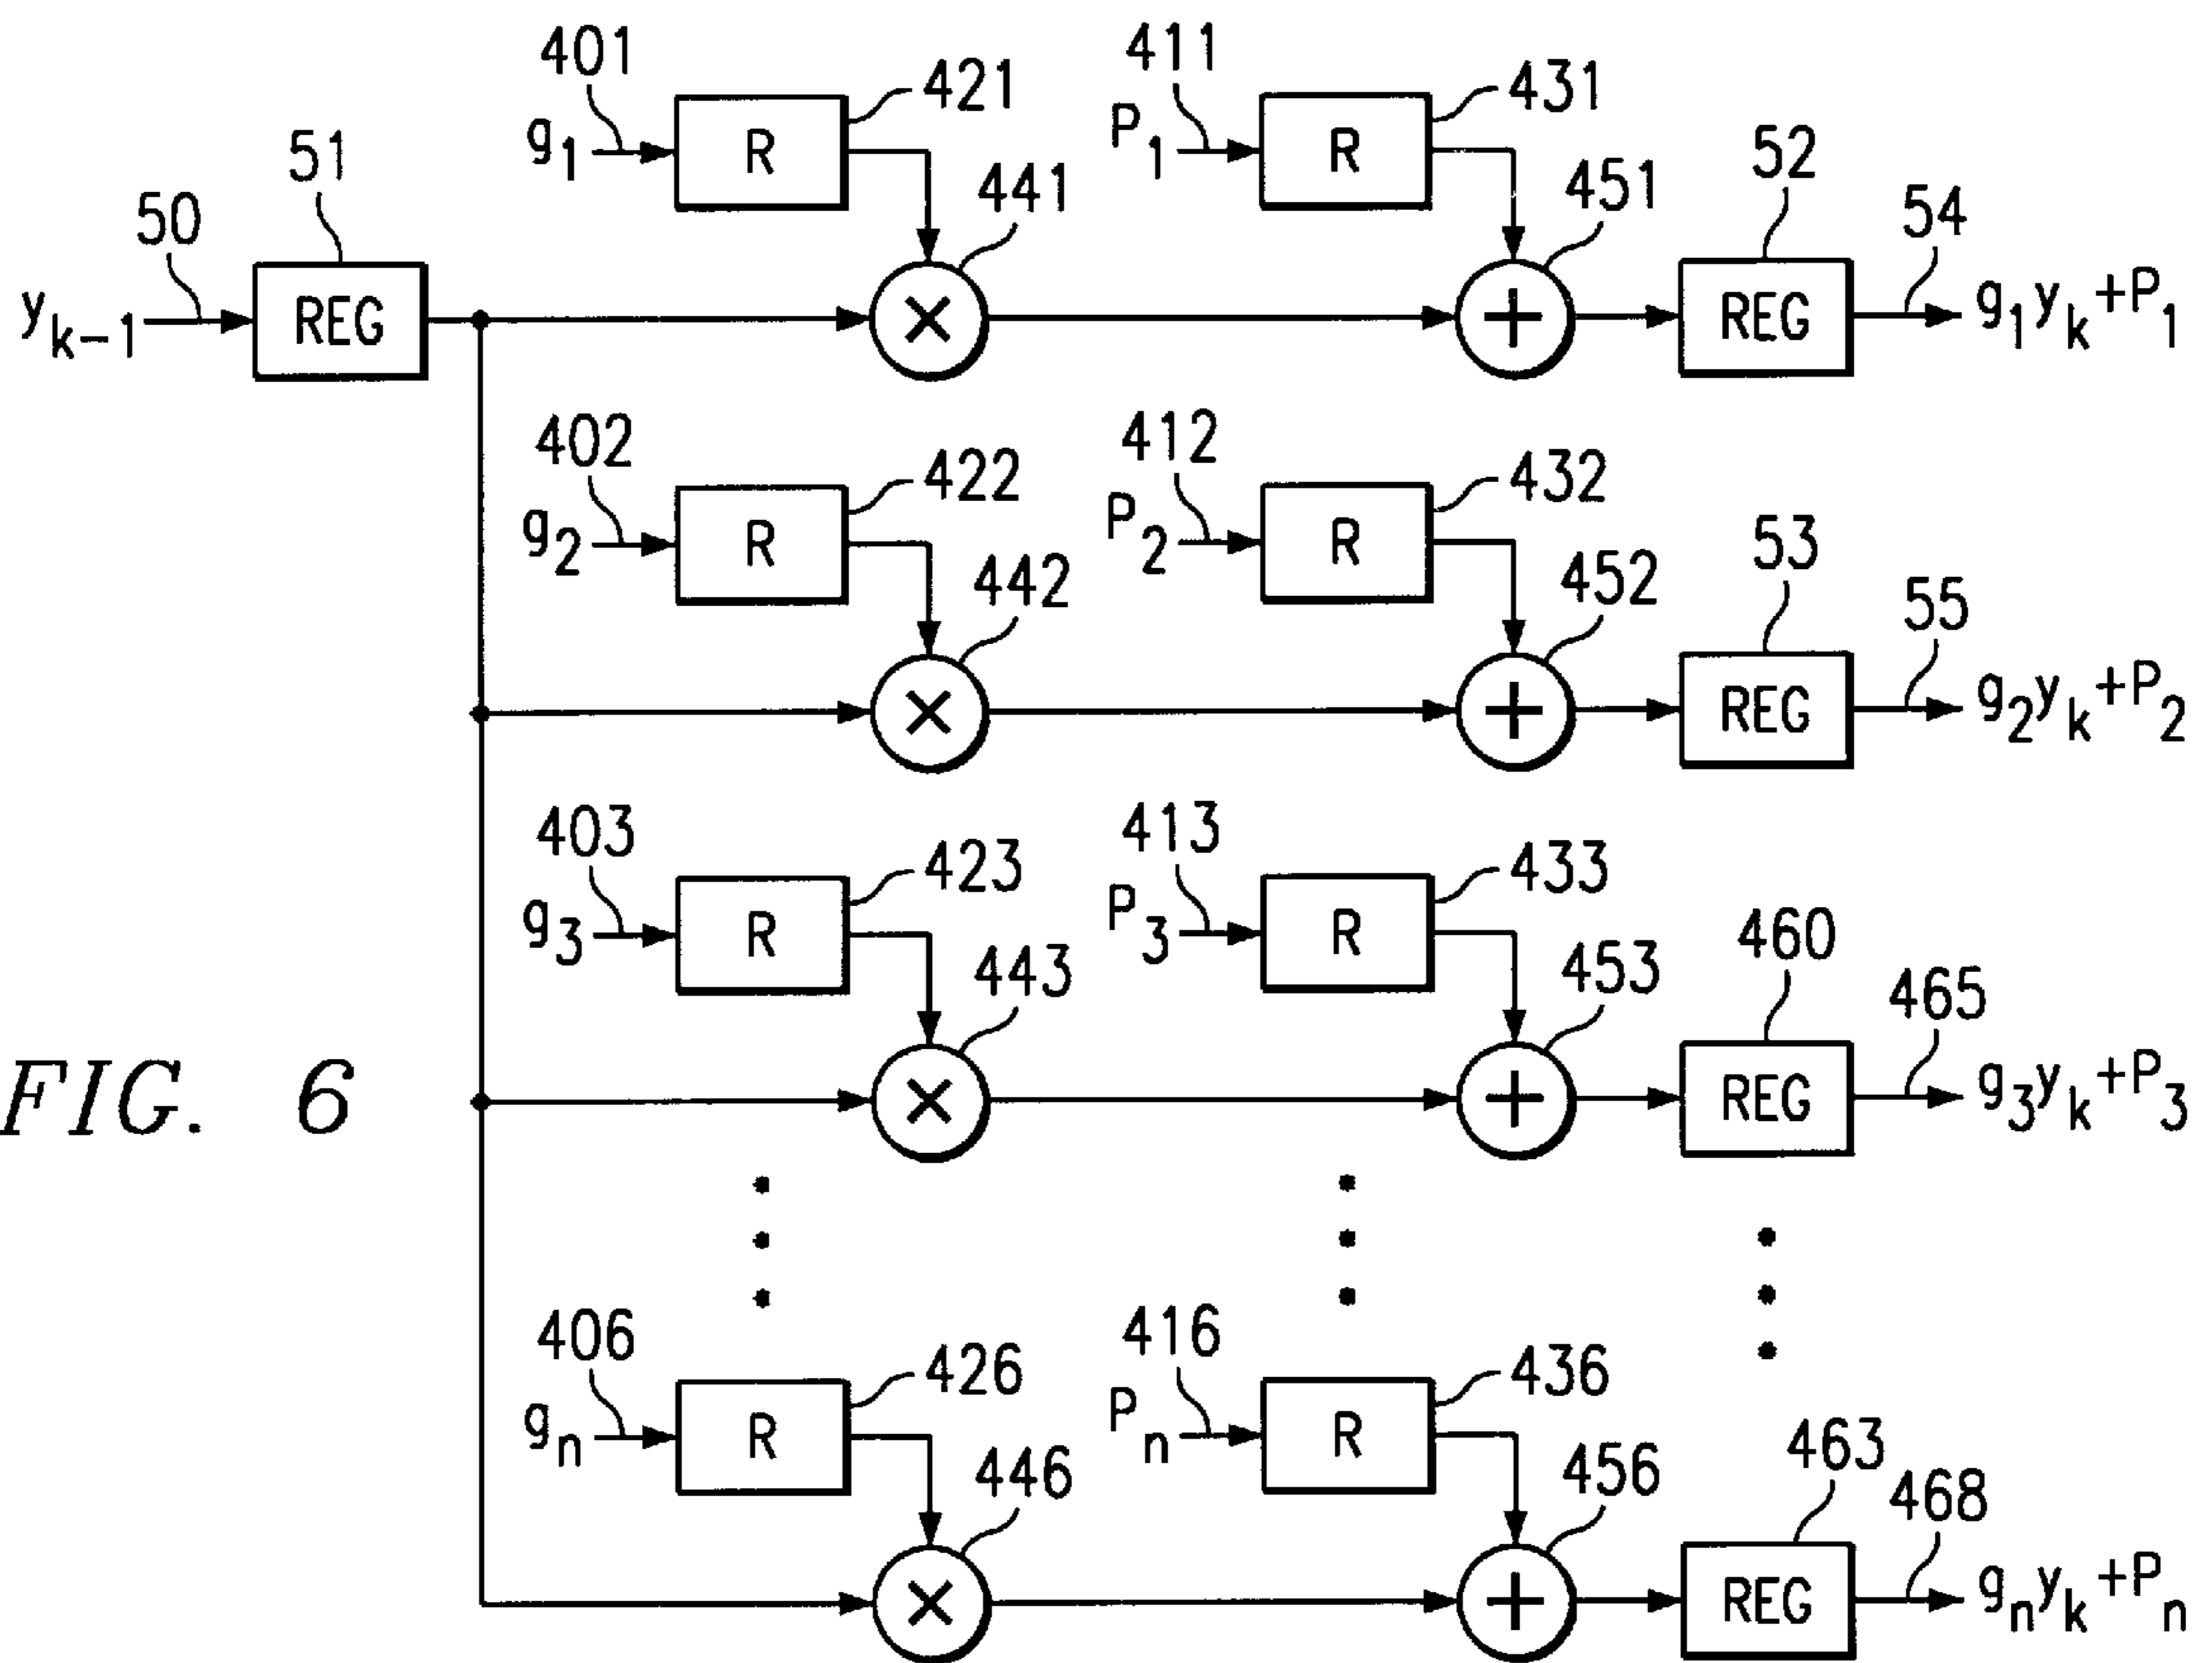 401 411
g1 R 421 P1 R 431
50 51 441 451 52 54
yk-1 REG × + REG g1yk+P1
402 412
g2 R 422 P2 R 432
442 452 53 55
× + REG g2yk+P2
403 413
g3 R 423 P3 R 433
443 453 460 465
× + REG g3yk+P3
FIG. 6
406 416
gn R 426 Pn R 436
446 456 463 468
× + REG gnyk+Pn